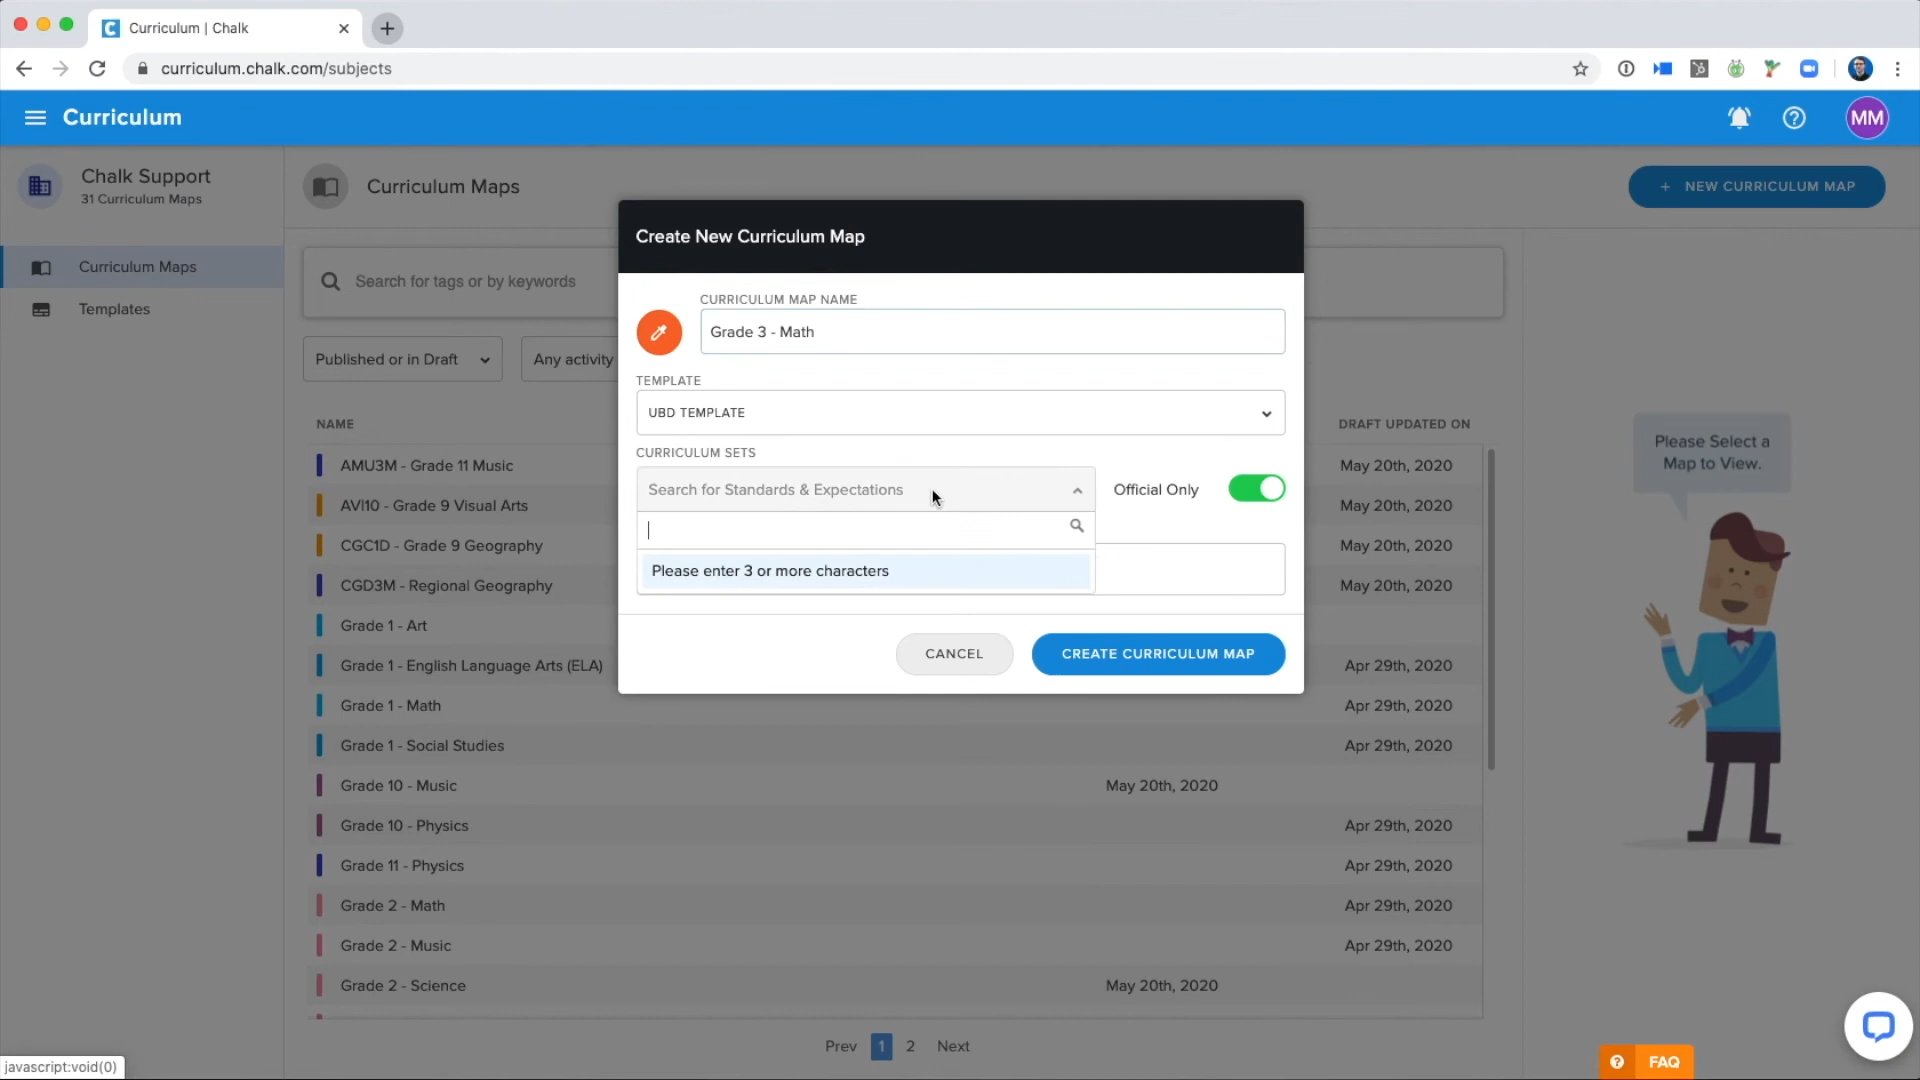 Curriculum | Chalk
curriculum.chalk.com/subjects
Curriculum
MM
Chalk Support
31 Curriculum Maps
Curriculum Maps
+ NEW CURRICULUM MAP
Curriculum Maps
Templates
Search for tags or by keywords
Published or in Draft
Any activity
NAME
DRAFT UPDATED ON
AMU3M - Grade 11 Music
May 20th, 2020
AVI10 - Grade 9 Visual Arts
May 20th, 2020
CGC1D - Grade 9 Geography
May 20th, 2020
CGD3M - Regional Geography
May 20th, 2020
Grade 1 - Art
Grade 1 - English Language Arts (ELA)
Apr 29th, 2020
Grade 1 - Math
Apr 29th, 2020
Grade 1 - Social Studies
Apr 29th, 2020
Grade 10 - Music
May 20th, 2020
Grade 10 - Physics
Apr 29th, 2020
Grade 11 - Physics
Apr 29th, 2020
Grade 2 - Math
Apr 29th, 2020
Grade 2 - Music
Apr 29th, 2020
Grade 2 - Science
May 20th, 2020
Prev 1 2 Next
Create New Curriculum Map
CURRICULUM MAP NAME
Grade 3 - Math
TEMPLATE
UBD TEMPLATE
CURRICULUM SETS
Search for Standards & Expectations
Official Only
Please enter 3 or more characters
CANCEL
CREATE CURRICULUM MAP
Please Select a
Map to View.
javascript:void(0)
? FAQ